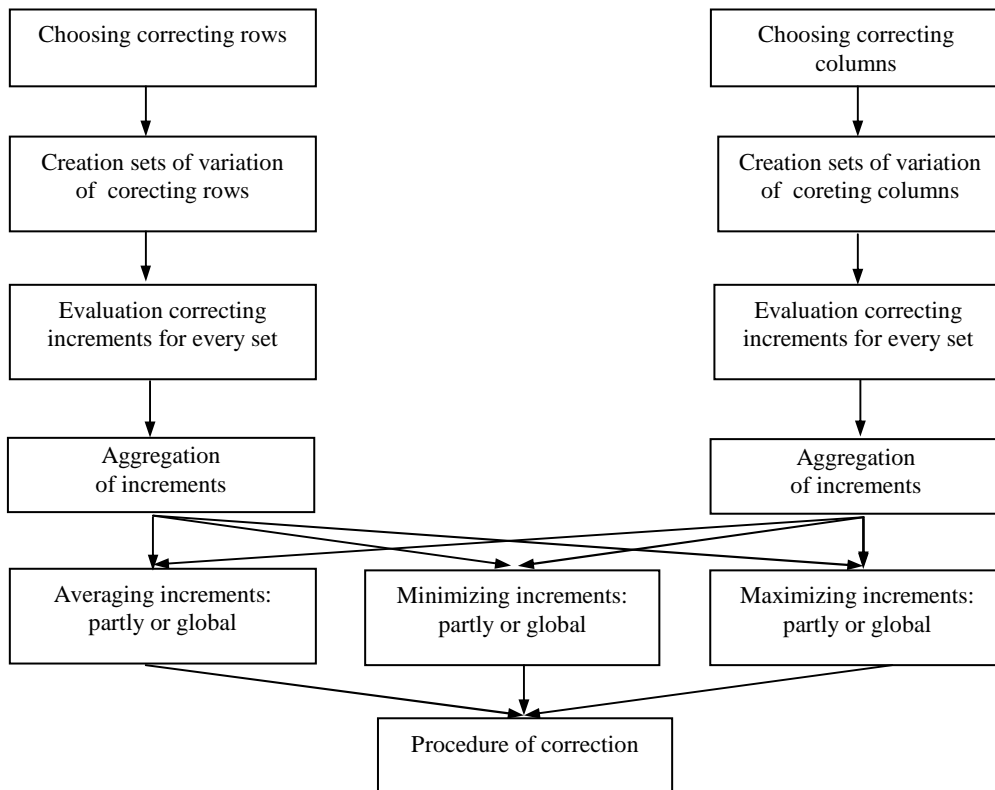 Choosing correcting rows
Choosing correcting
columns
Creation sets of variation
of corecting rows
Creation sets of variation
of coreting columns
Evaluation correcting
increments for every set
Evaluation correcting
increments for every set
Aggregation
of increments
Aggregation
of increments
Averaging increments:
partly or global
Minimizing increments:
partly or global
Maximizing increments:
partly or global
Procedure of correction